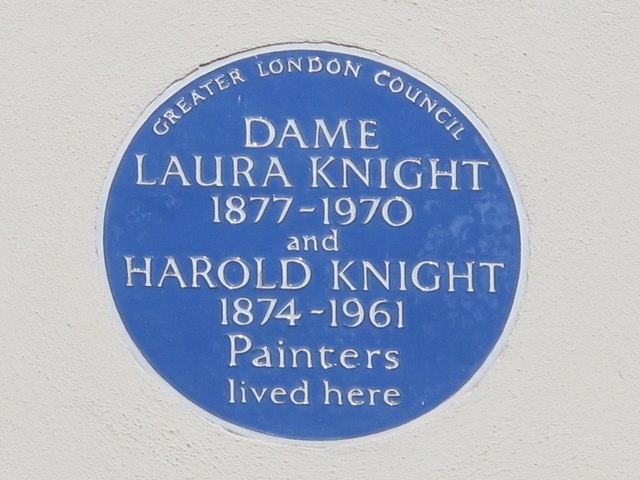 GREATER LONDON COUNCIL
DAME
LAURA KNIGHT
1877-1970
and
HAROLD KNIGHT
1874-1961
Painters
lived here